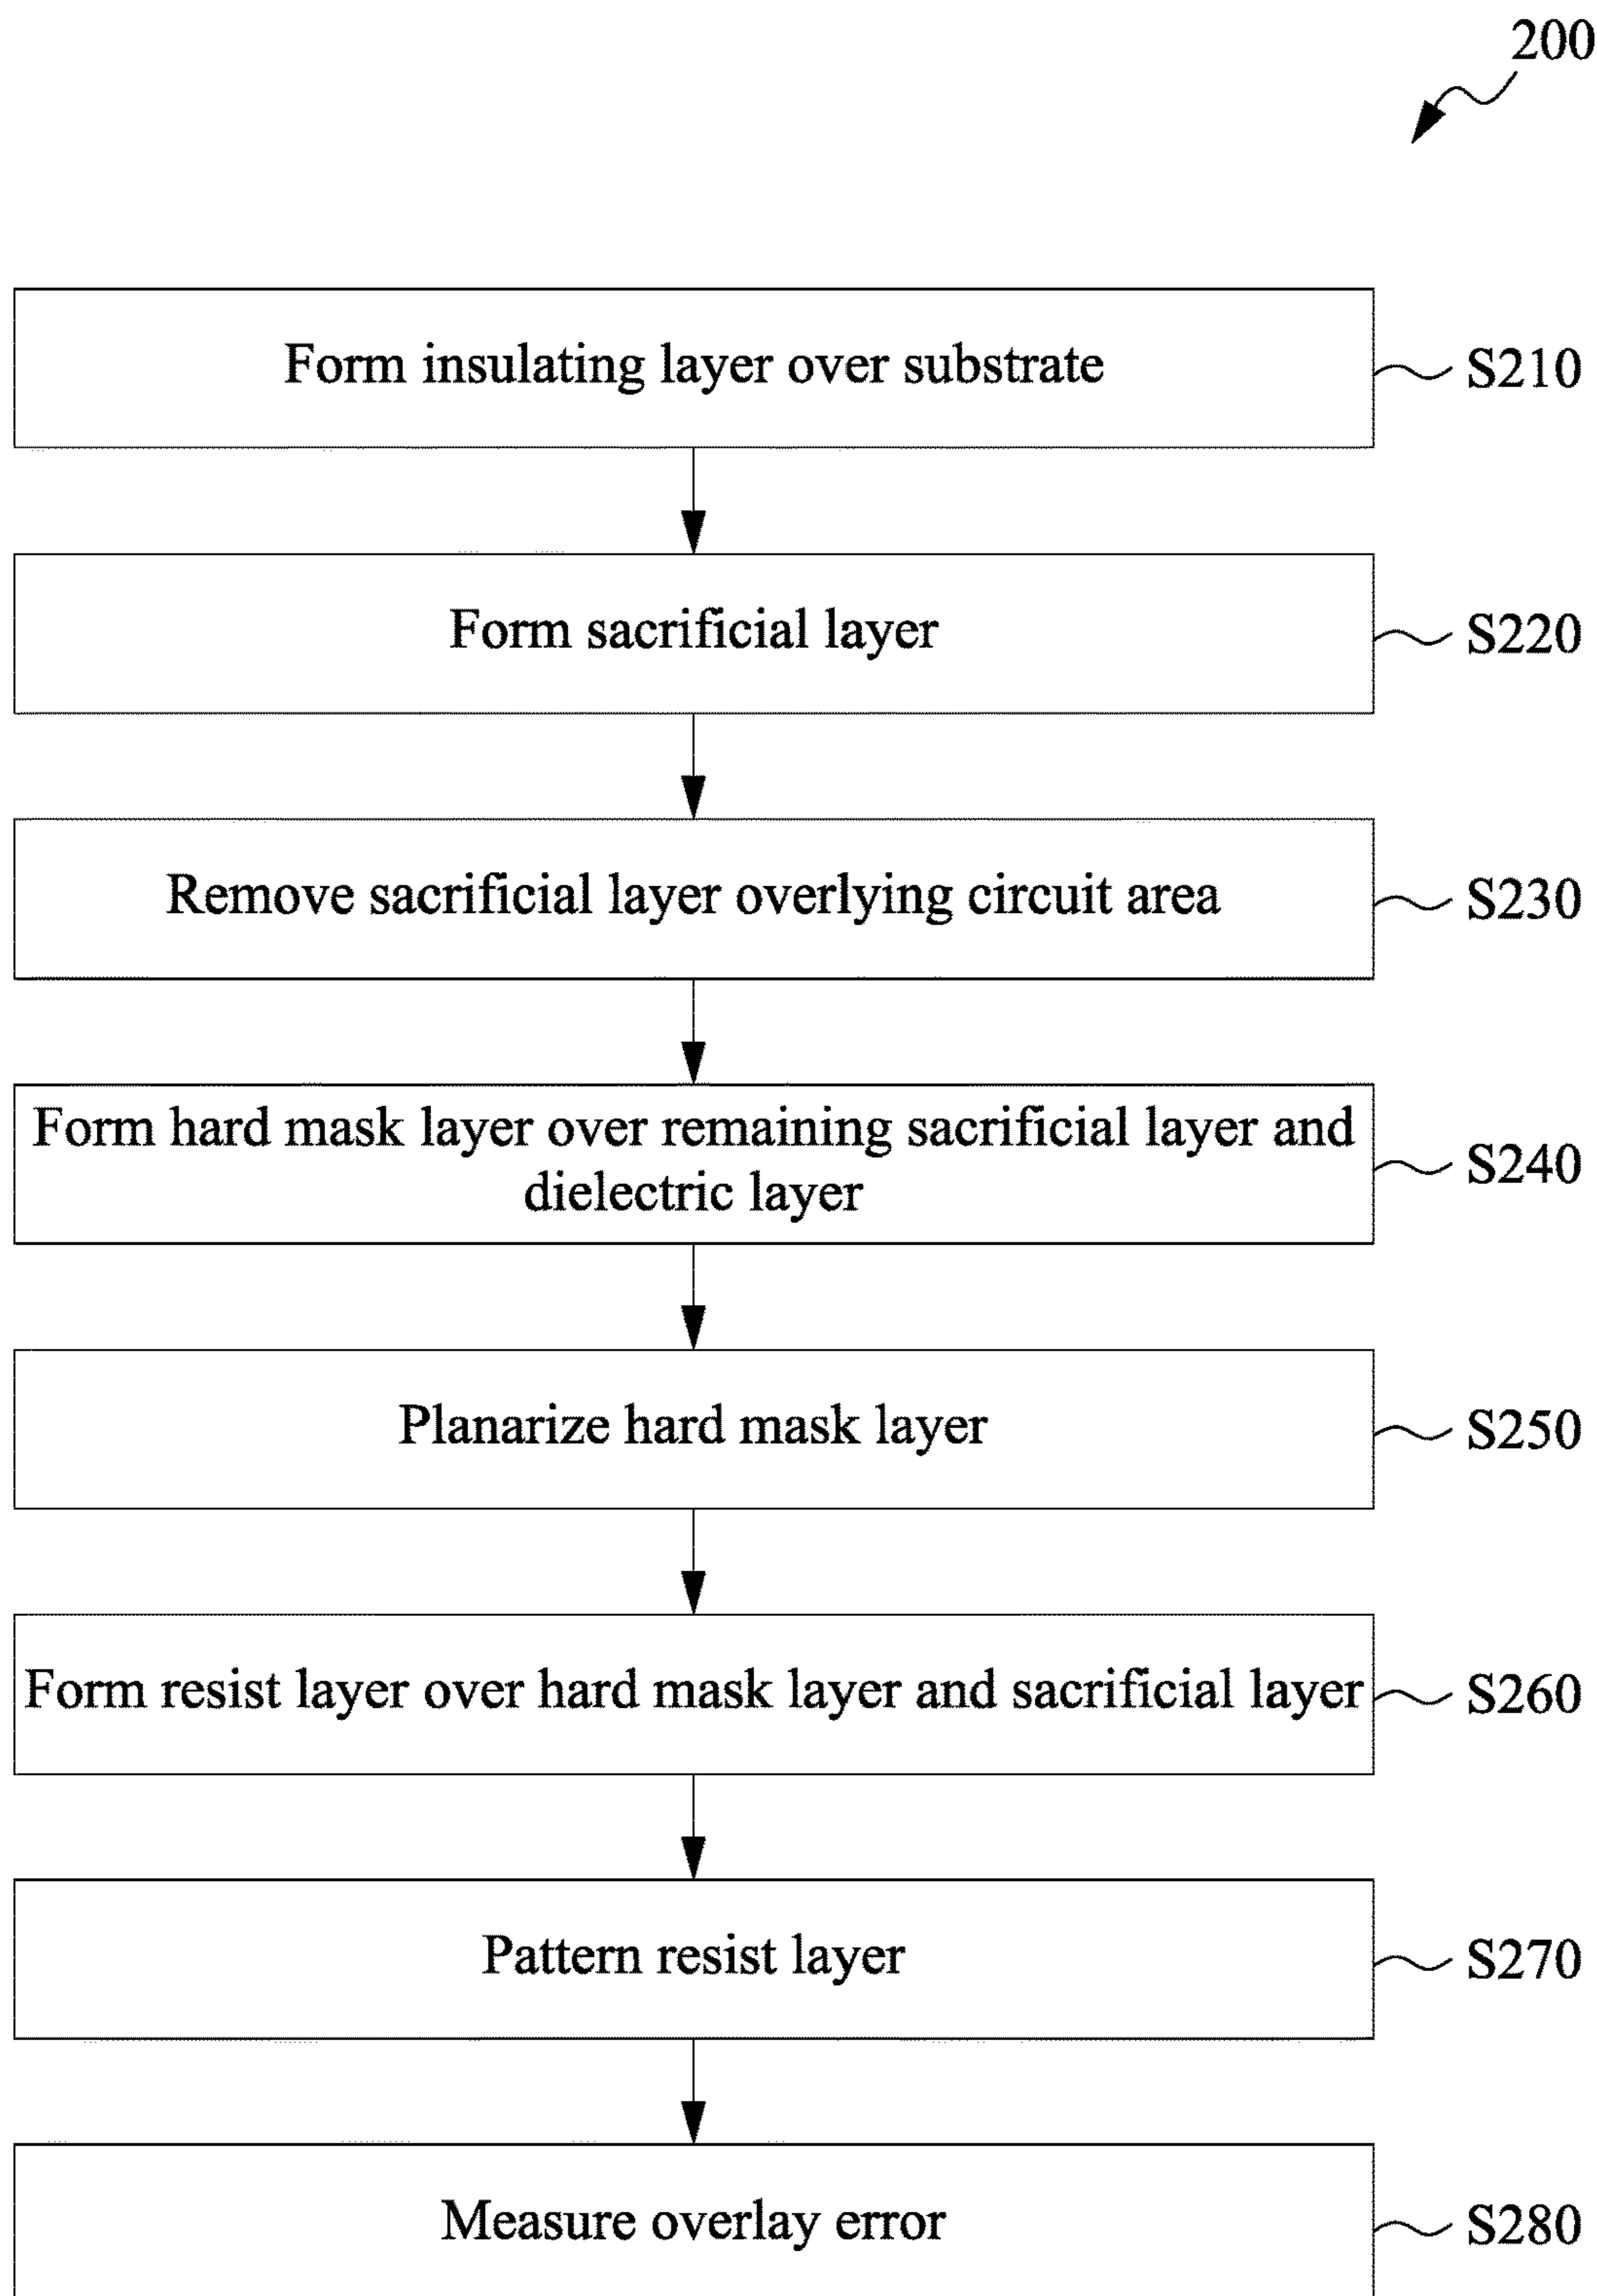 200
Form insulating layer over substrate
S210
Form sacrificial layer
S220
Remove sacrificial layer overlying circuit area
S230
Form hard mask layer over remaining sacrificial layer and
dielectric layer
S240
Planarize hard mask layer
S250
Form resist layer over hard mask layer and sacrificial layer
S260
Pattern resist layer
S270
Measure overlay error
S280